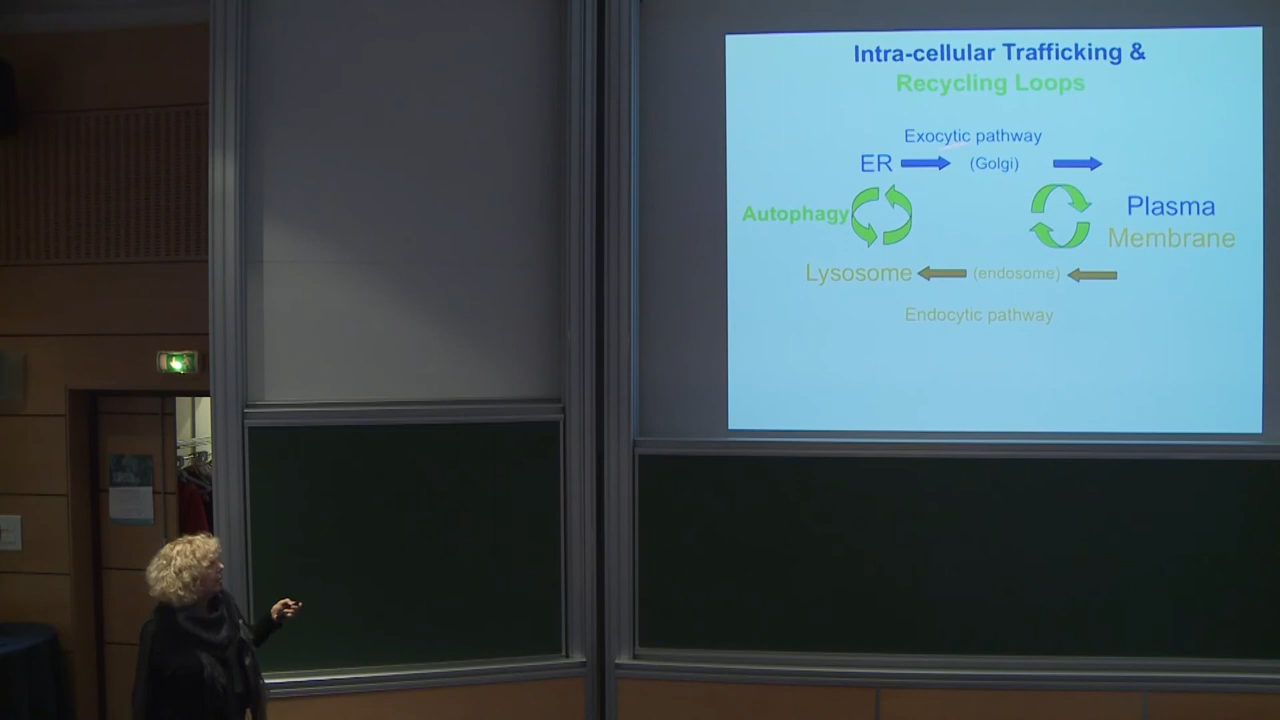 Intra-cellular Trafficking &
Recycling Loops
Exocytic pathway
ER (Golgi)
Autophagy
Plasma
Membrane
Lysosome (endosome)
Endocytic pathway